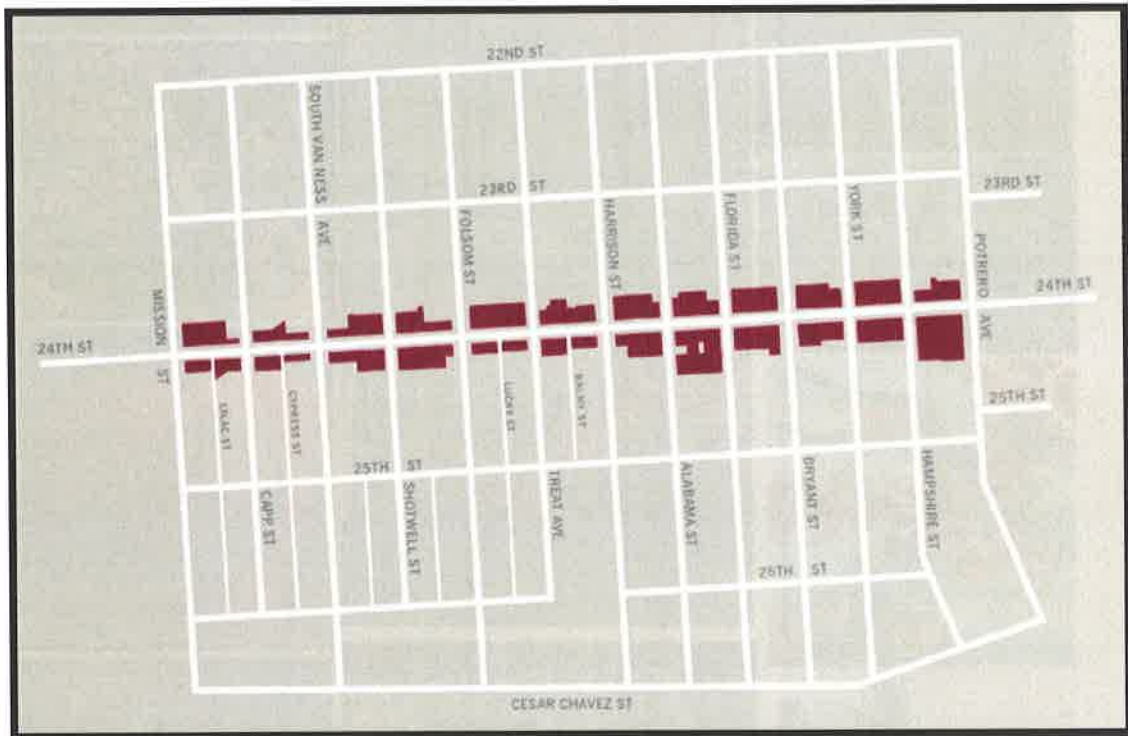 22ND ST
SOUTH VAN NESS AVE
23RD ST
23RD ST
FOLSOM ST
HARRISON ST
FLORIDA ST
YORK ST
POTRERO AVE
MISSION ST
24TH ST
24TH ST
LILAC ST
CYPRESS ST
LUCKY ST
BALMY ST
25TH ST
25TH ST
CAPP ST
SHOTWELL ST
TREAT AVE
ALABAMA ST
BRYANT ST
HAMPSHIRE ST
26TH ST
CESAR CHAVEZ ST